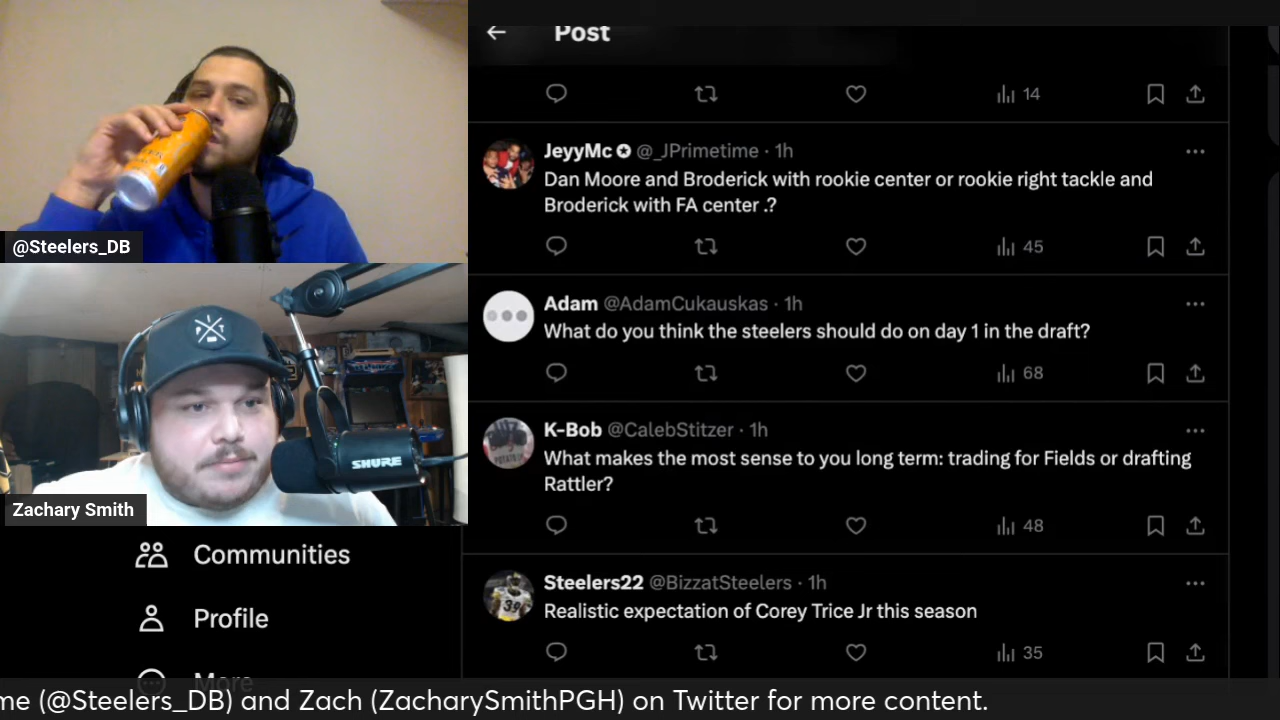 Post
14
JeyyMc @_JPrimetime · 1h
Dan Moore and Broderick with rookie center or rookie right tackle and
Broderick with FA center .?
45
Adam @AdamCukauskas · 1h
What do you think the steelers should do on day 1 in the draft?
68
K-Bob @CalebStitzer · 1h
What makes the most sense to you long term: trading for Fields or drafting
Rattler?
48
Steelers22 @BizzatSteelers · 1h
Realistic expectation of Corey Trice Jr this season
35
@Steelers_DB
PIT
SHURE
Zachary Smith
Communities
Profile
More
me (@Steelers_DB) and Zach (ZacharySmithPGH) on Twitter for more content.